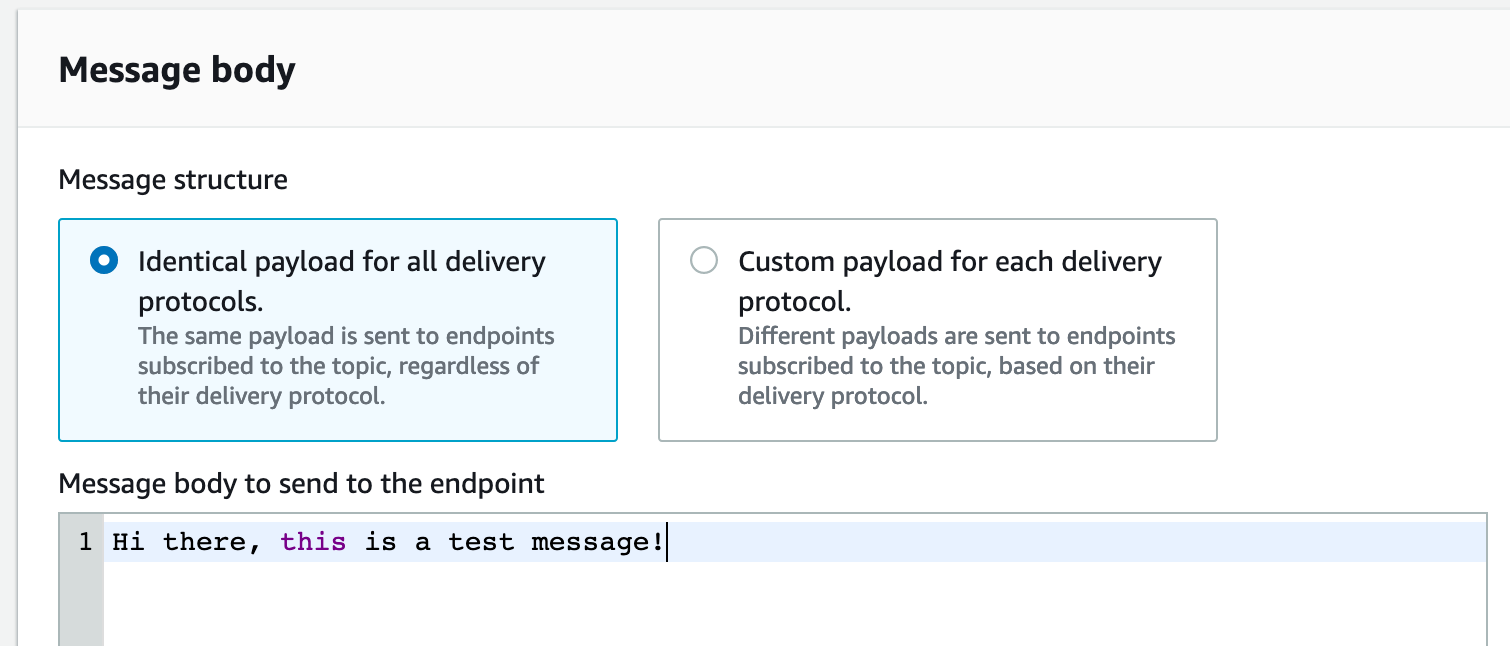 Message body
Message structure
Identical payload for all delivery
protocols.
The same payload is sent to endpoints
subscribed to the topic, regardless of
their delivery protocol.
Custom payload for each delivery
protocol.
Different payloads are sent to endpoints
subscribed to the topic, based on their
delivery protocol.
Message body to send to the endpoint
1 Hi there, this is a test message!